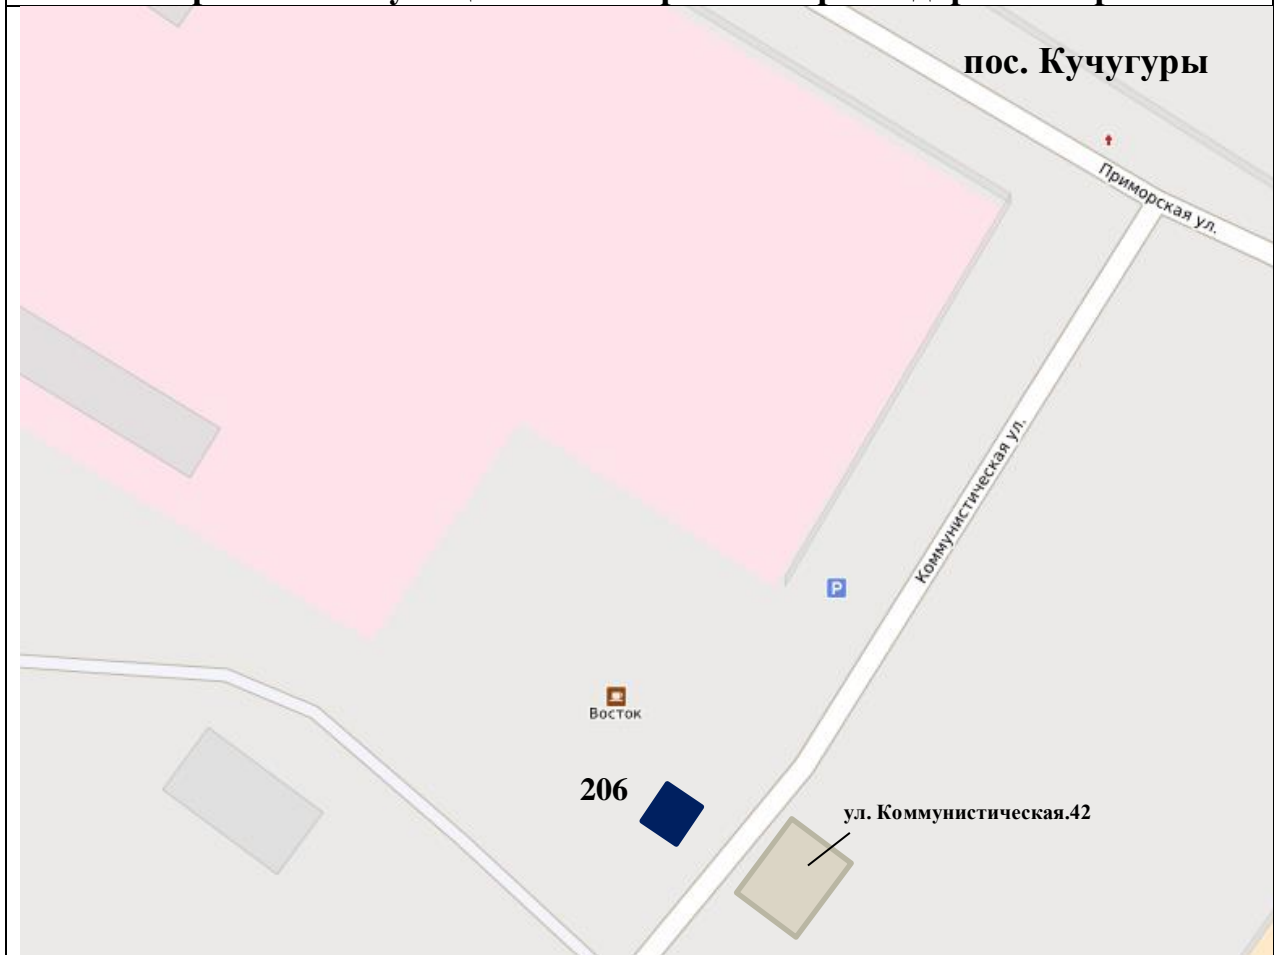 пос. Кучугуры
Приморская ул.
Коммунистическая ул.
P
Восток
206
ул. Коммунистическая.42